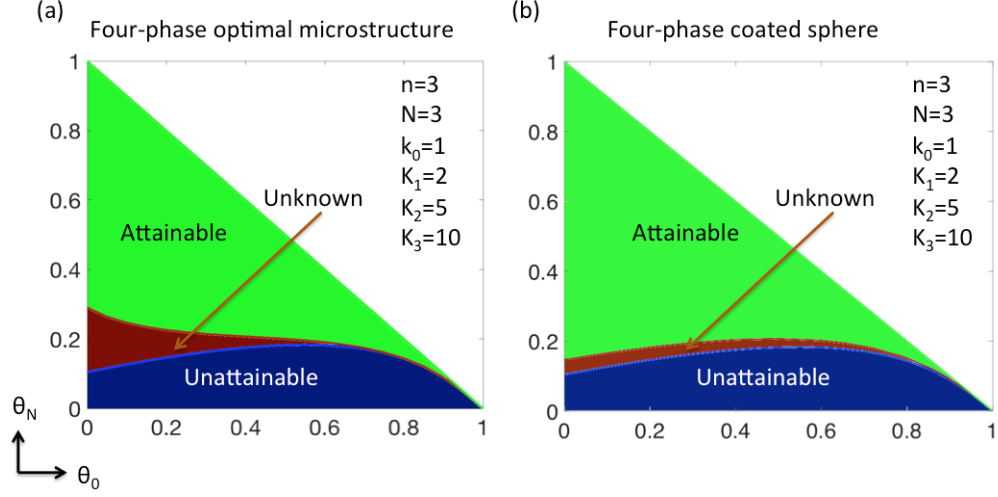 (a)
Four-phase optimal microstructure
1
0.8
0.6
0.4
0.2
0
0
0.2
0.4
0.6
0.8
1
n=3
N=3
k₀=1
K₁=2
K₂=5
K₃=10
Unknown
Attainable
Unattainable
θ_N
θ₀
(b)
Four-phase coated sphere
1
0.8
0.6
0.4
0.2
0
0
0.2
0.4
0.6
0.8
1
n=3
N=3
k₀=1
K₁=2
K₂=5
K₃=10
Unknown
Attainable
Unattainable